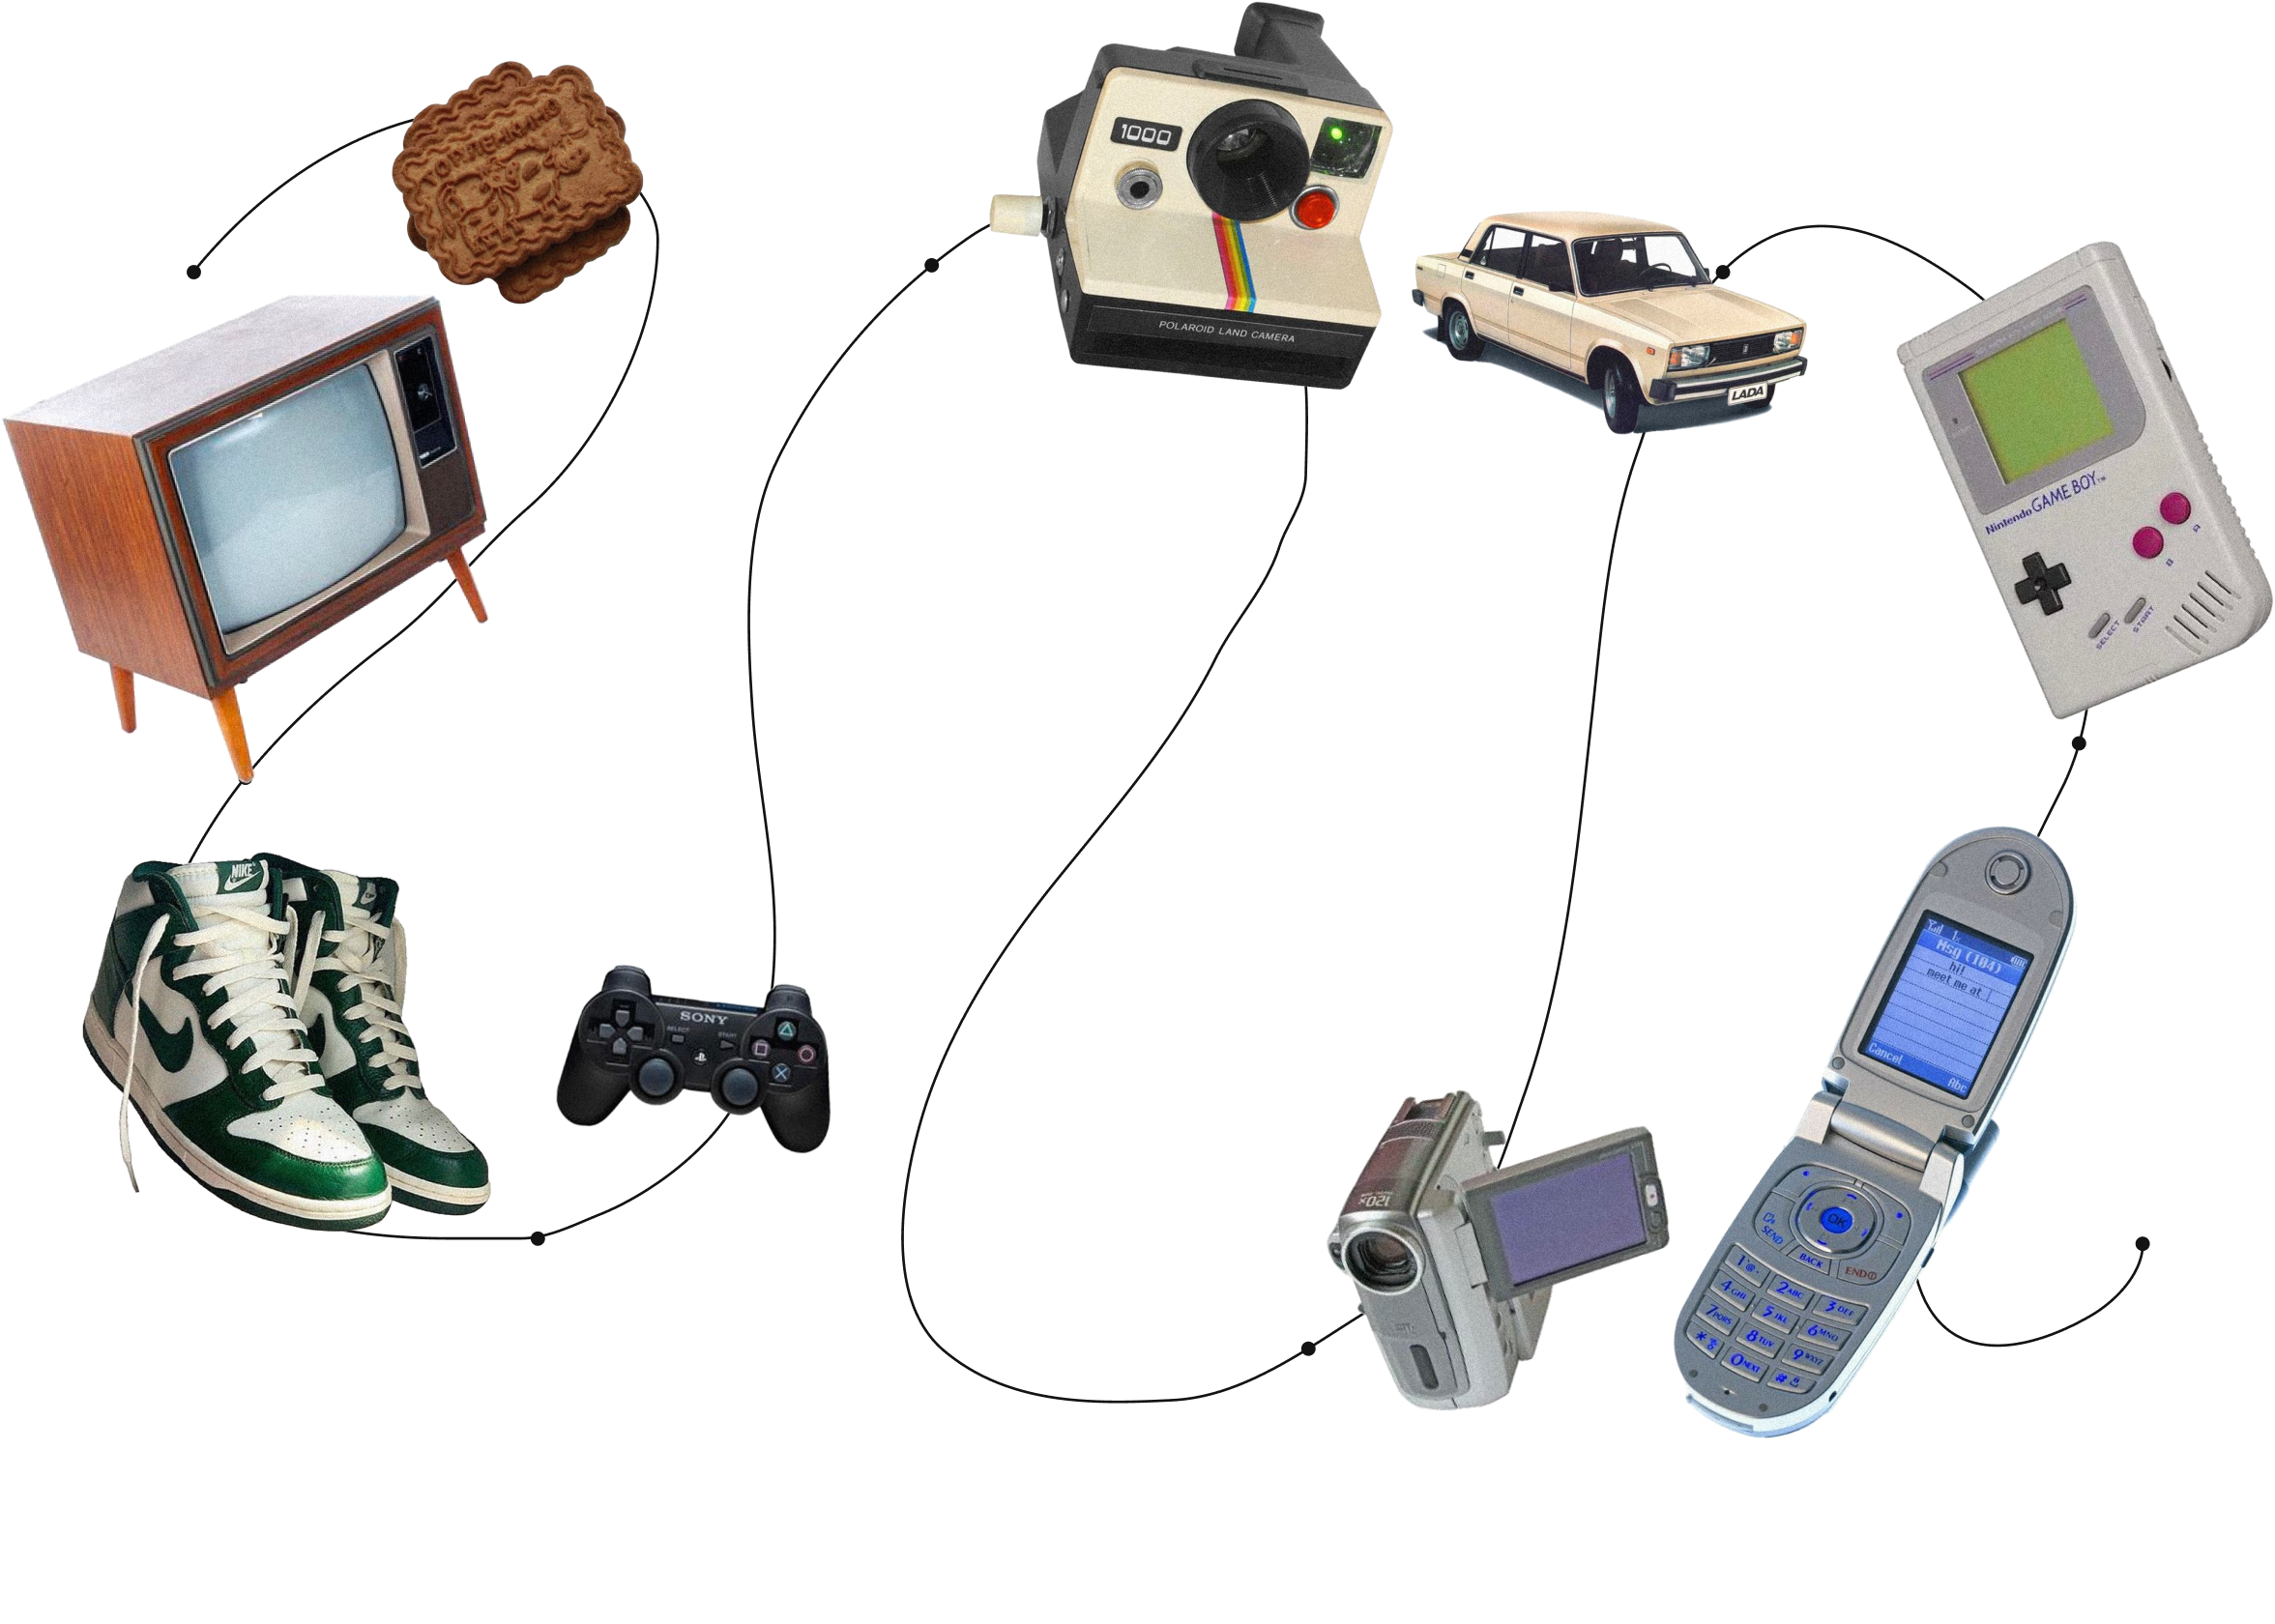 ТОПЛЕНЫЕ
1000
POLAROID LAND CAMERA
LADA
Nintendo GAME BOY™
B
A
SELECT
START
NIKE
SONY
SELECT
START
120x
1x
Msg (104)
hi!
meet me at
Cancel
Abc
OK
SEND
BACK
END
1 @.
2 ABC
3 DEF
4 GHI
5 JKL
6 MNO
7 PQRS
8 TUV
9 WXYZ
*
0 NEXT
#